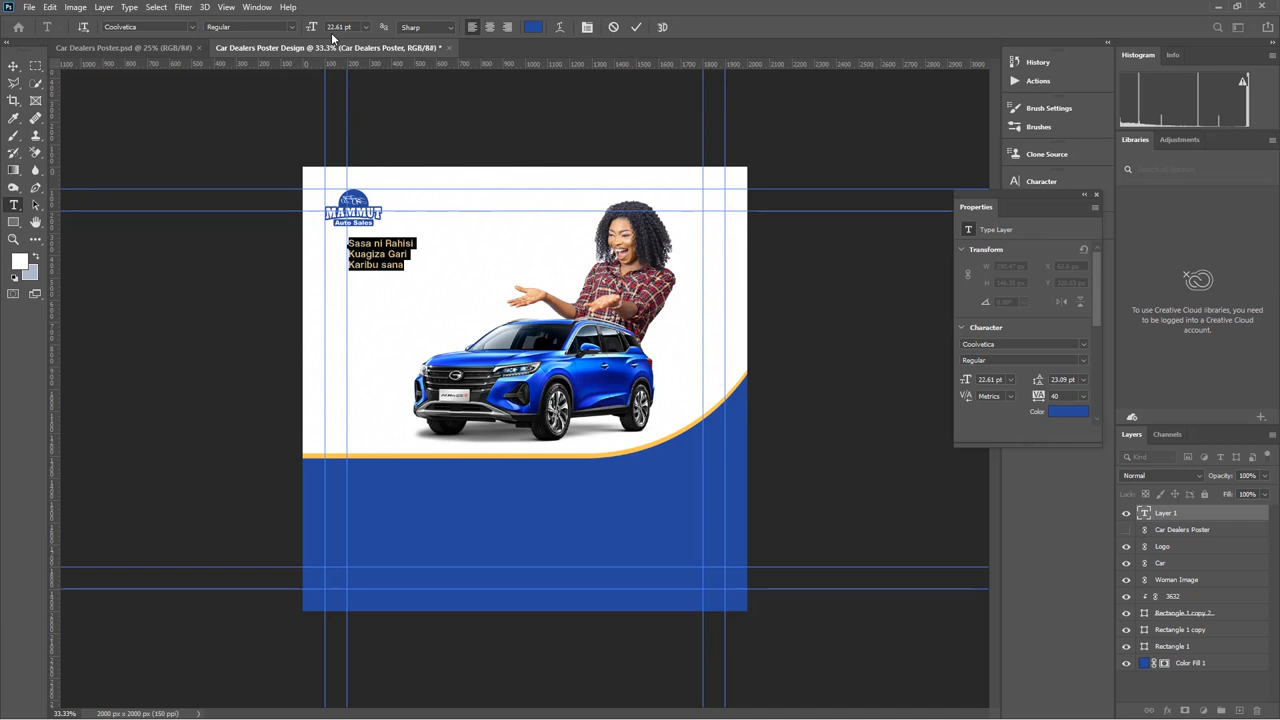 File Edit Image Layer Type Select Filter 3D View Window Help
Coolvetica Regular 22.61 pt Sharp 3D
Car Dealers Poster.psd @ 25% (RGB/8#) × Car Dealers Poster Design @ 33.3% (Car Dealers Poster, RGB/8#) * ×
MAMMUT
Auto Sales
Sasa ni Rahisi
Kuagiza Gari
Karibu sana
33.33% 2000 px x 2000 px (150 ppi)
History
Actions
Brush Settings
Brushes
Clone Source
Character
Properties
Type Layer
Transform
Character
Coolvetica
Regular
22.61 pt 23.09 pt
Metrics 40
Color
Histogram Info
Libraries Adjustments
To use Creative Cloud libraries, you
need to be logged into a Creative Cloud
account.
Layers Channels
Kind
Normal Opacity: 100%
Lock: Fill: 100%
Layer 1
Car Dealers Poster
Logo
Car
Woman Image
3632
Rectangle 1 copy 2
Rectangle 1 copy
Rectangle 1
Color Fill 1